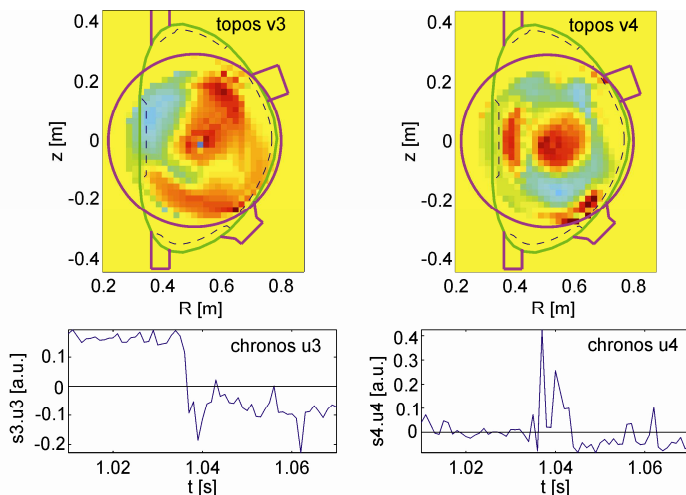 topos v3
0.4
0.2
0
-0.2
-0.4
z [m]
0.2 0.4 0.6 0.8
R [m]
topos v4
0.4
0.2
0
-0.2
-0.4
z [m]
0.2 0.4 0.6 0.8
R [m]
chronos u3
0.1
0
-0.1
-0.2
s3.u3 [a.u.]
1.02 1.04 1.06
t [s]
chronos u4
0.4
0.3
0.2
0.1
0
s4.u4 [a.u.]
1.02 1.04 1.06
t [s]